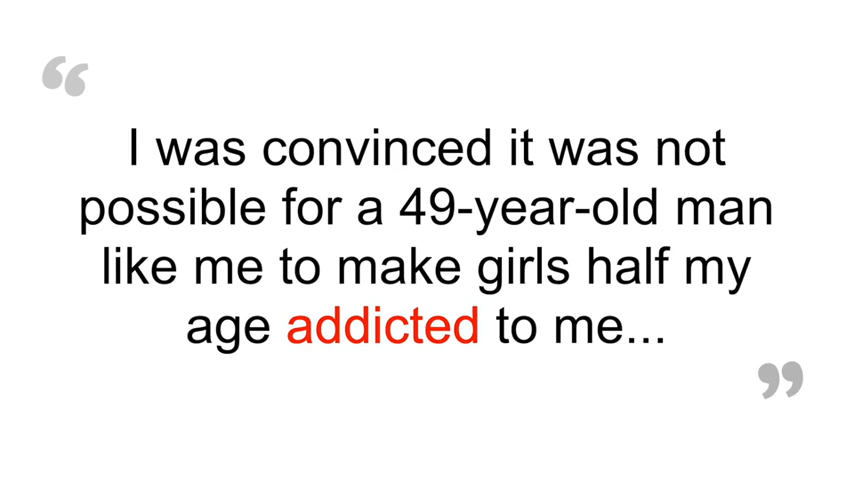 “
I was convinced it was not
possible for a 49-year-old man
like me to make girls half my
age addicted to me...
”